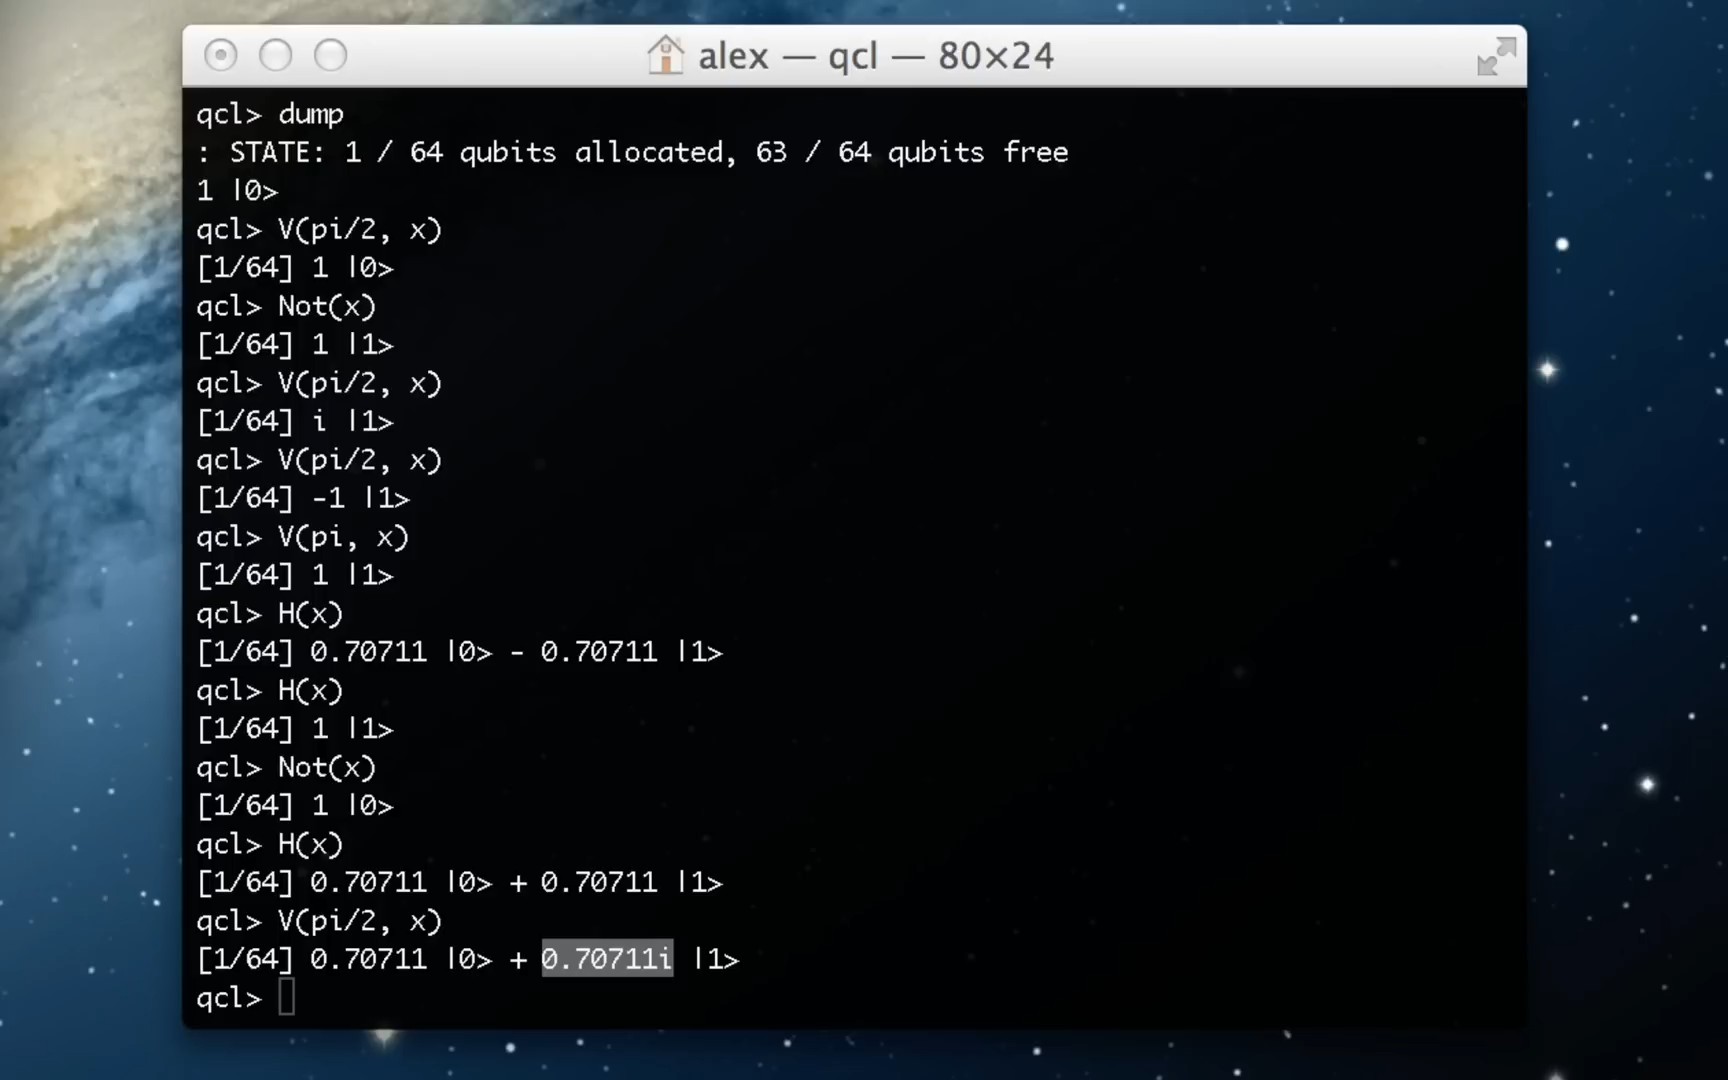 alex — qcl — 80×24
qcl> dump
: STATE: 1 / 64 qubits allocated, 63 / 64 qubits free
1 |0>
qcl> V(pi/2, x)
[1/64] 1 |0>
qcl> Not(x)
[1/64] 1 |1>
qcl> V(pi/2, x)
[1/64] i |1>
qcl> V(pi/2, x)
[1/64] -1 |1>
qcl> V(pi, x)
[1/64] 1 |1>
qcl> H(x)
[1/64] 0.70711 |0> - 0.70711 |1>
qcl> H(x)
[1/64] 1 |1>
qcl> Not(x)
[1/64] 1 |0>
qcl> H(x)
[1/64] 0.70711 |0> + 0.70711 |1>
qcl> V(pi/2, x)
[1/64] 0.70711 |0> + 0.70711i |1>
qcl>